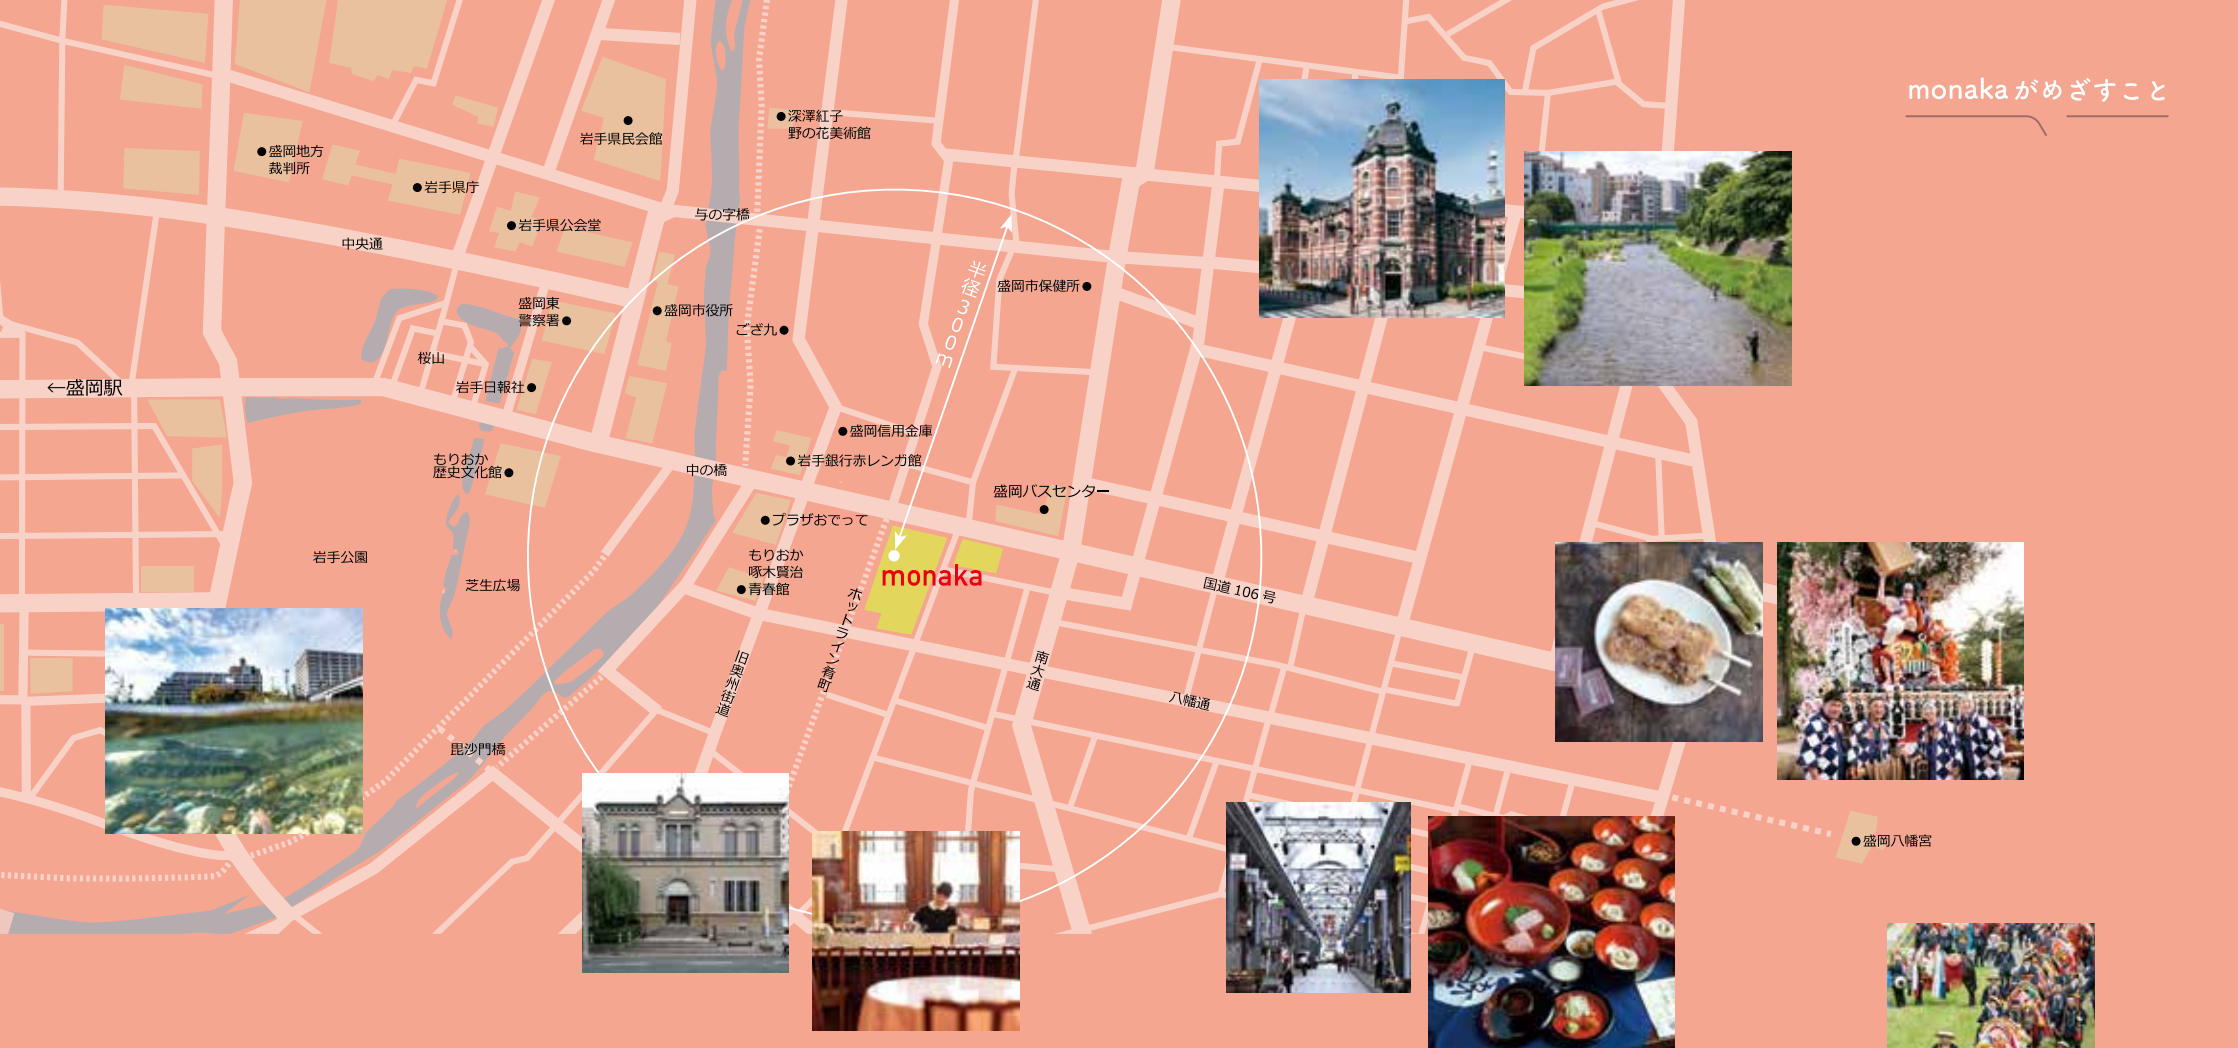 monakaがめざすこと
深澤紅子
野の花美術館
岩手県民会館
盛岡地方
裁判所
岩手県庁
岩手県公会堂
与の字橋
中央通
半径300m
盛岡市保健所
盛岡東
警察署
盛岡市役所
ござ九
桜山
←盛岡駅
岩手日報社
盛岡信用金庫
もりおか
歴史文化館
中の橋
岩手銀行赤レンガ館
盛岡バスセンター
プラザおでって
岩手公園
もりおか
啄木賢治
青春館
monaka
芝生広場
ホットライン肴町
国道106号
旧奥州街道
南大通
八幡通
毘沙門橋
盛岡八幡宮